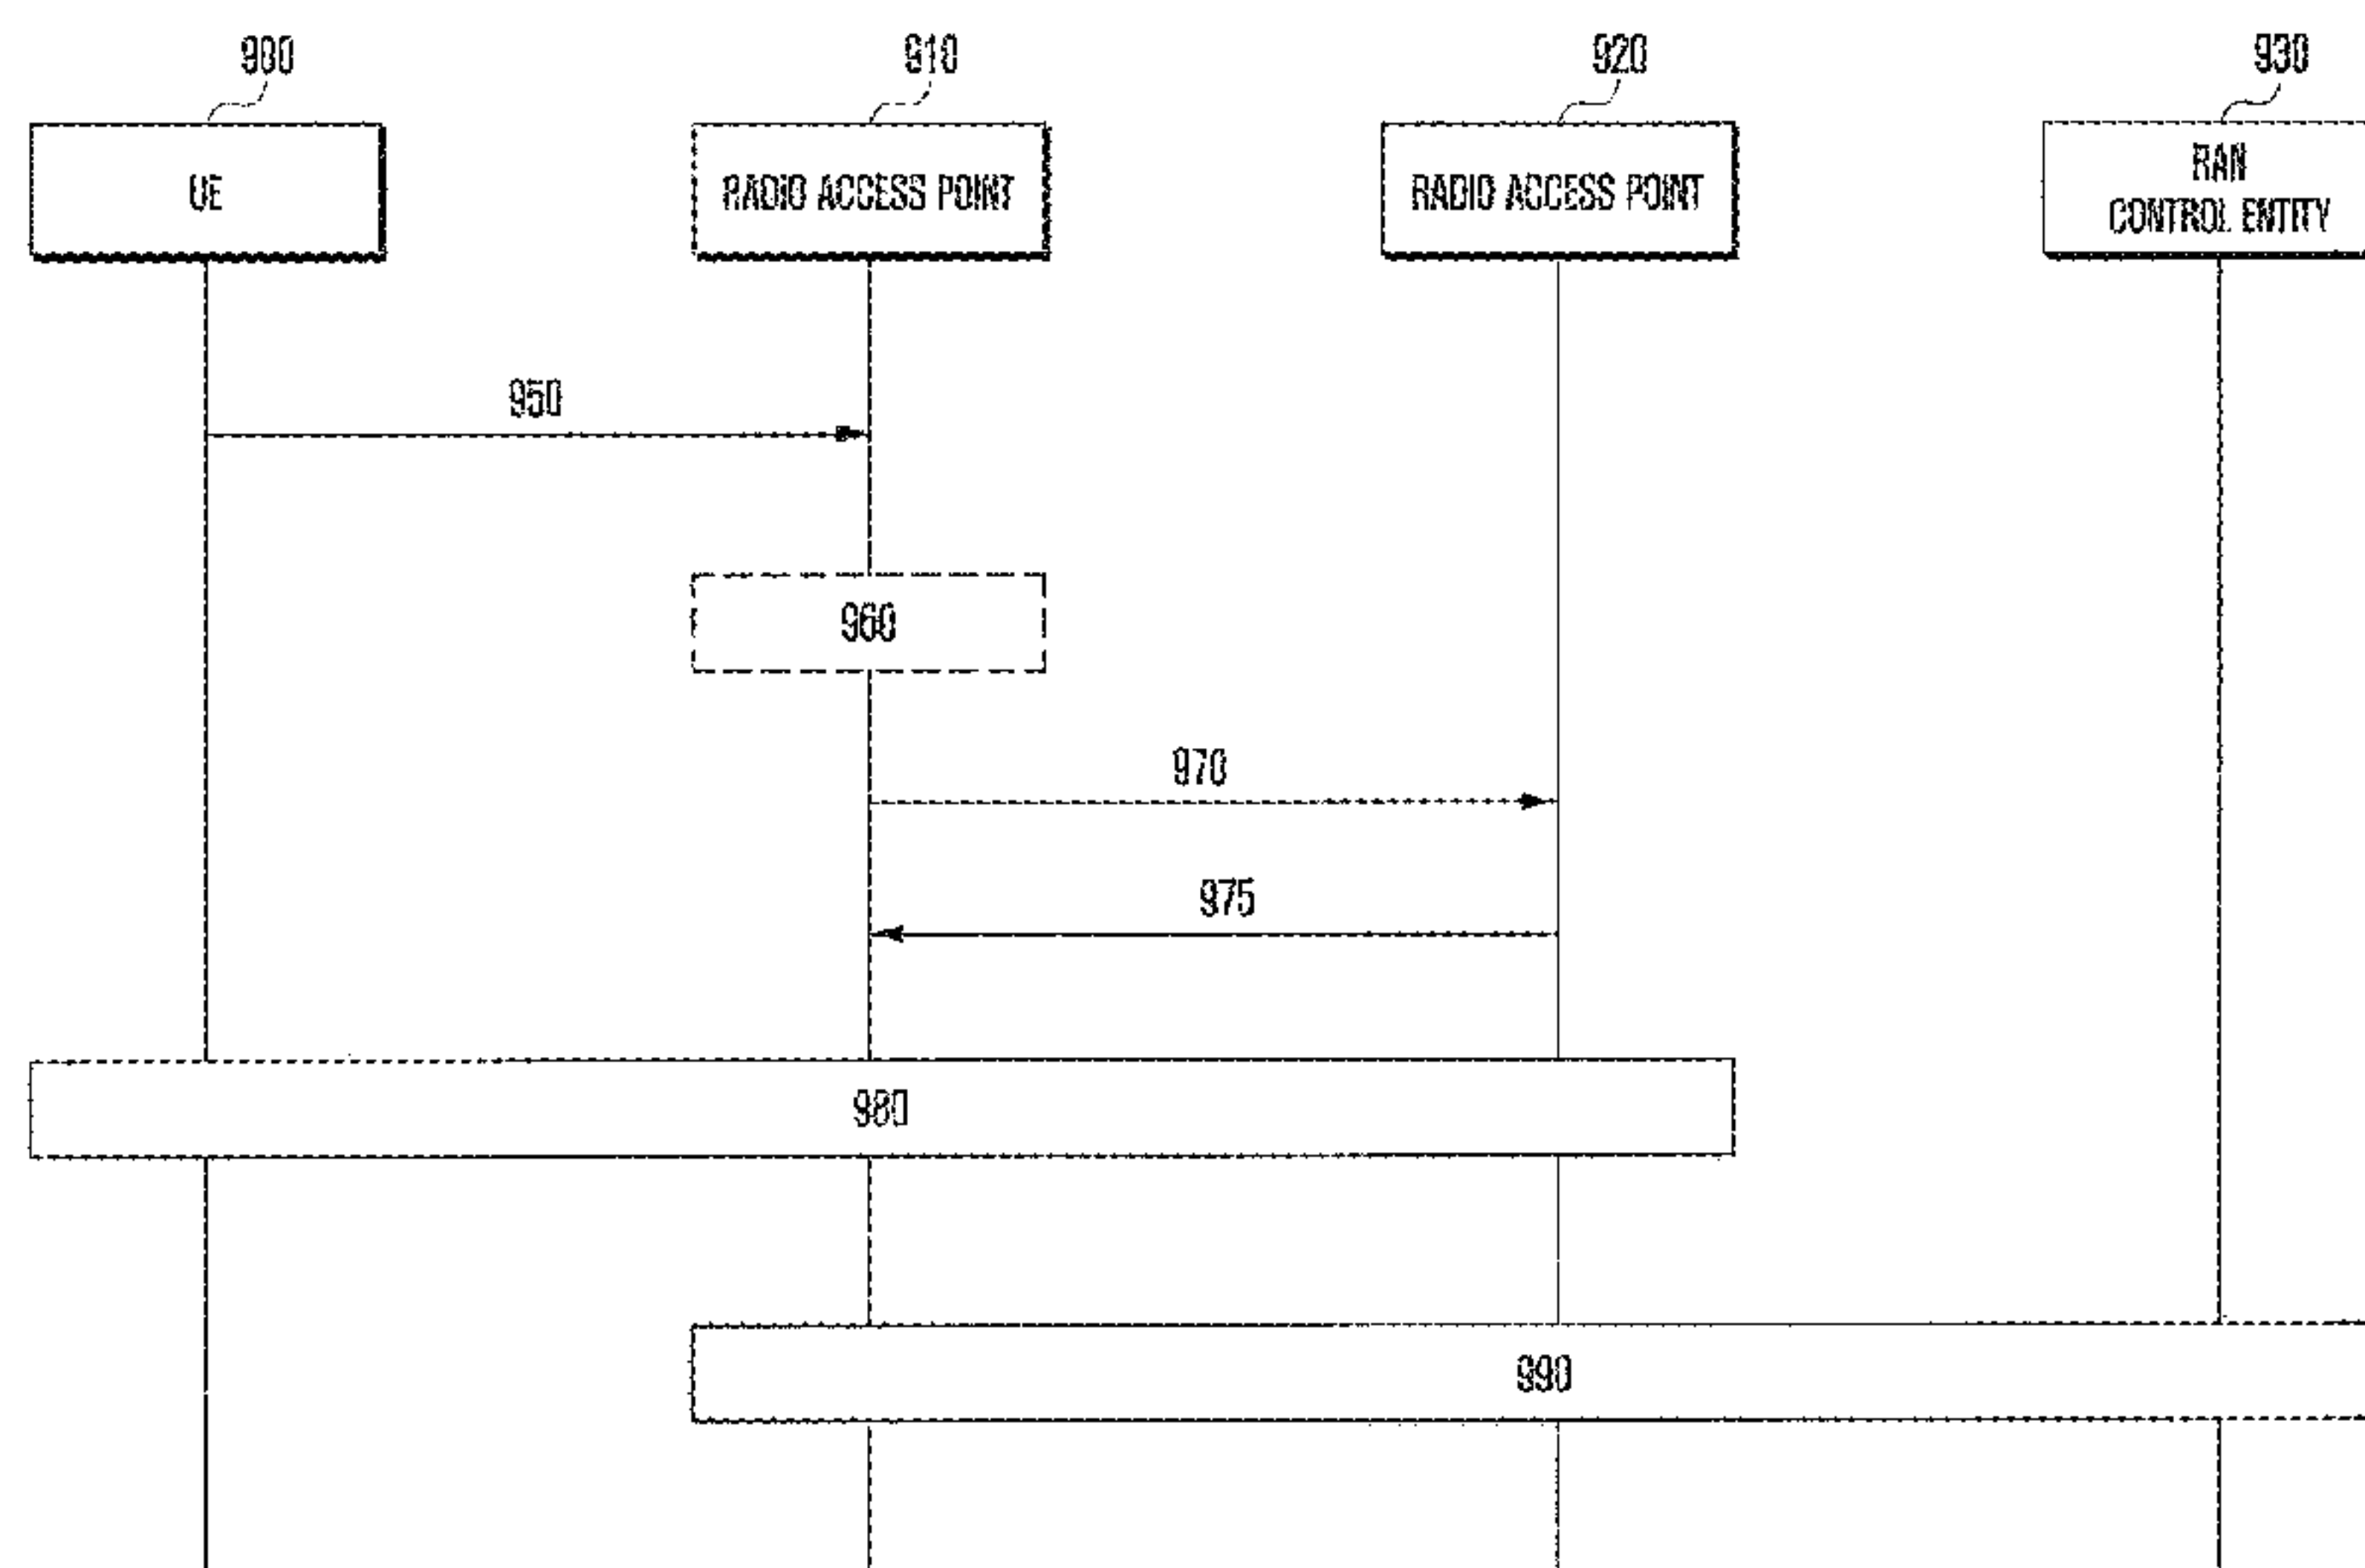 900
910
920
930
UE
RADIO ACCESS POINT
RADIO ACCESS POINT
RAN
CONTROL ENTITY
950
960
970
975
980
990